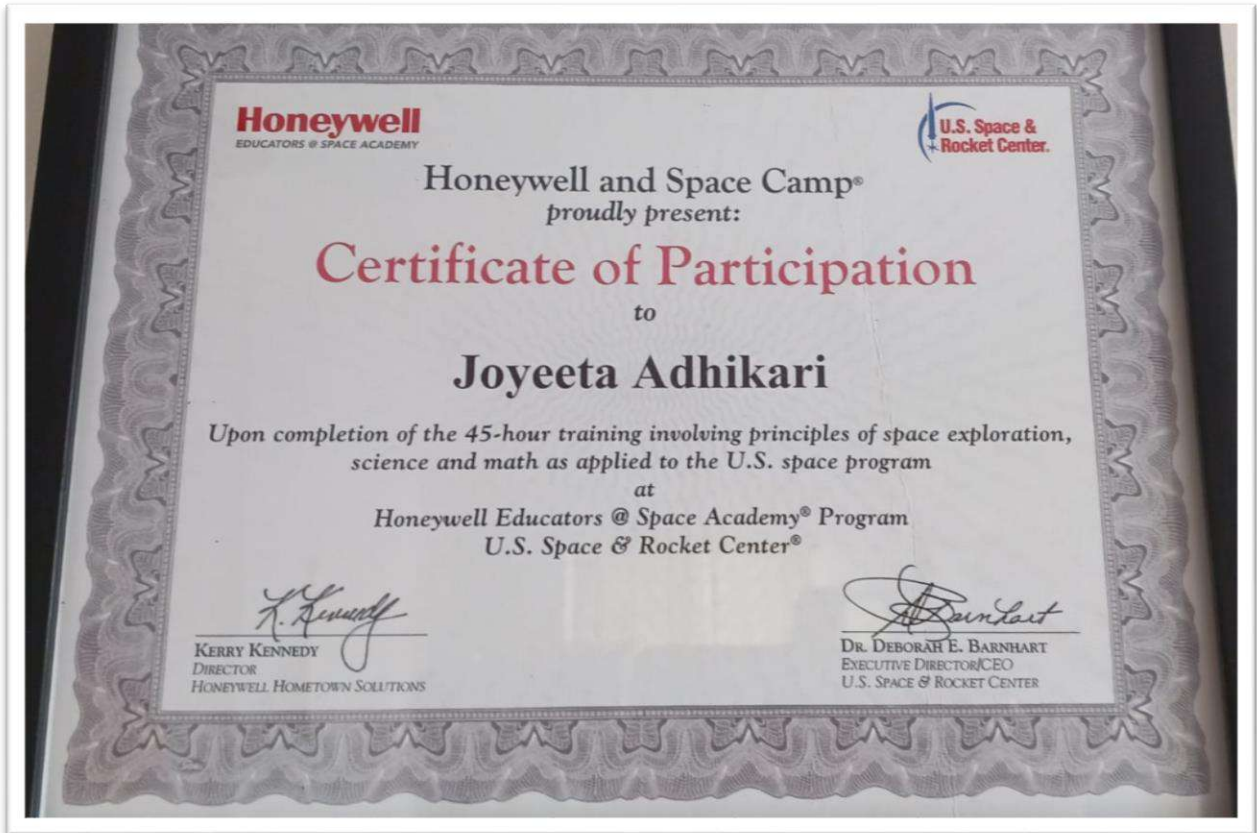 Honeywell
EDUCATORS @ SPACE ACADEMY
U.S. Space &
Rocket Center.
Honeywell and Space Camp®
proudly present:
Certificate of Participation
to
Joyeeta Adhikari
Upon completion of the 45-hour training involving principles of space exploration,
science and math as applied to the U.S. space program
at
Honeywell Educators @ Space Academy® Program
U.S. Space & Rocket Center®
K. Kennedy
KERRY KENNEDY
DIRECTOR
HONEYWELL HOMETOWN SOLUTIONS
Barnhart
DR. DEBORAH E. BARNHART
EXECUTIVE DIRECTOR/CEO
U.S. SPACE & ROCKET CENTER